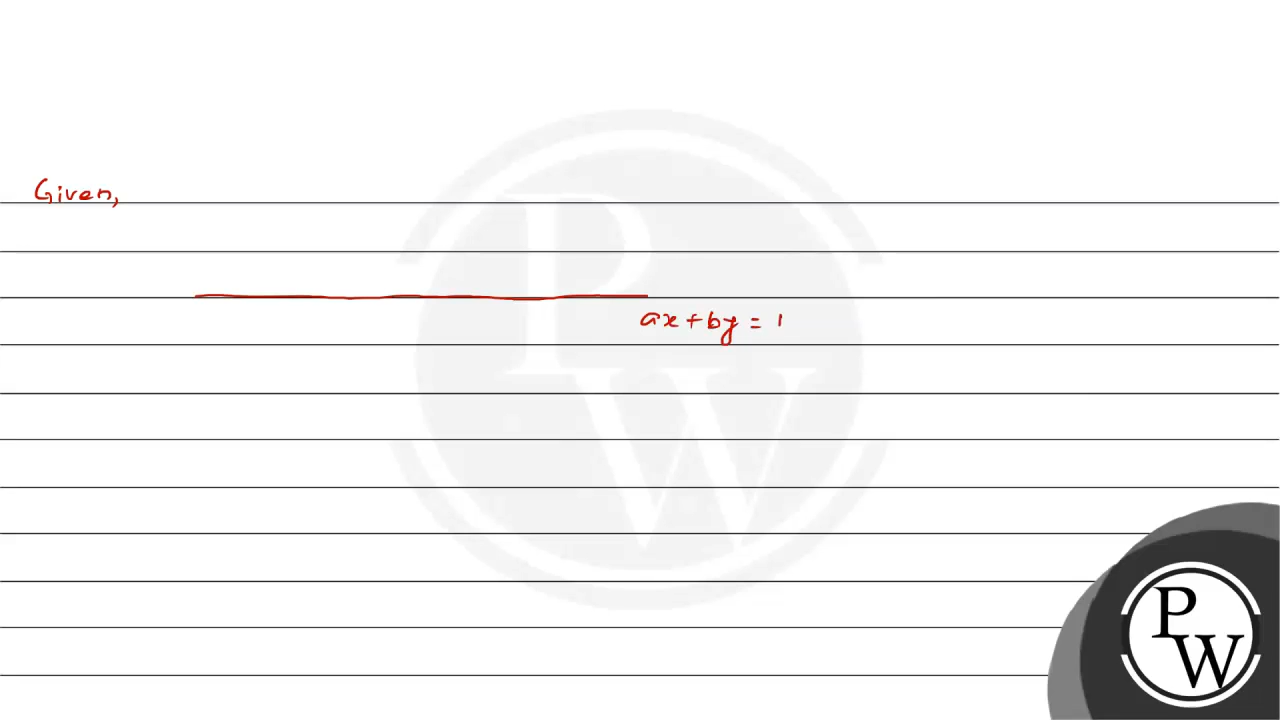 Given,
ax + by = 1
P
W
P
W